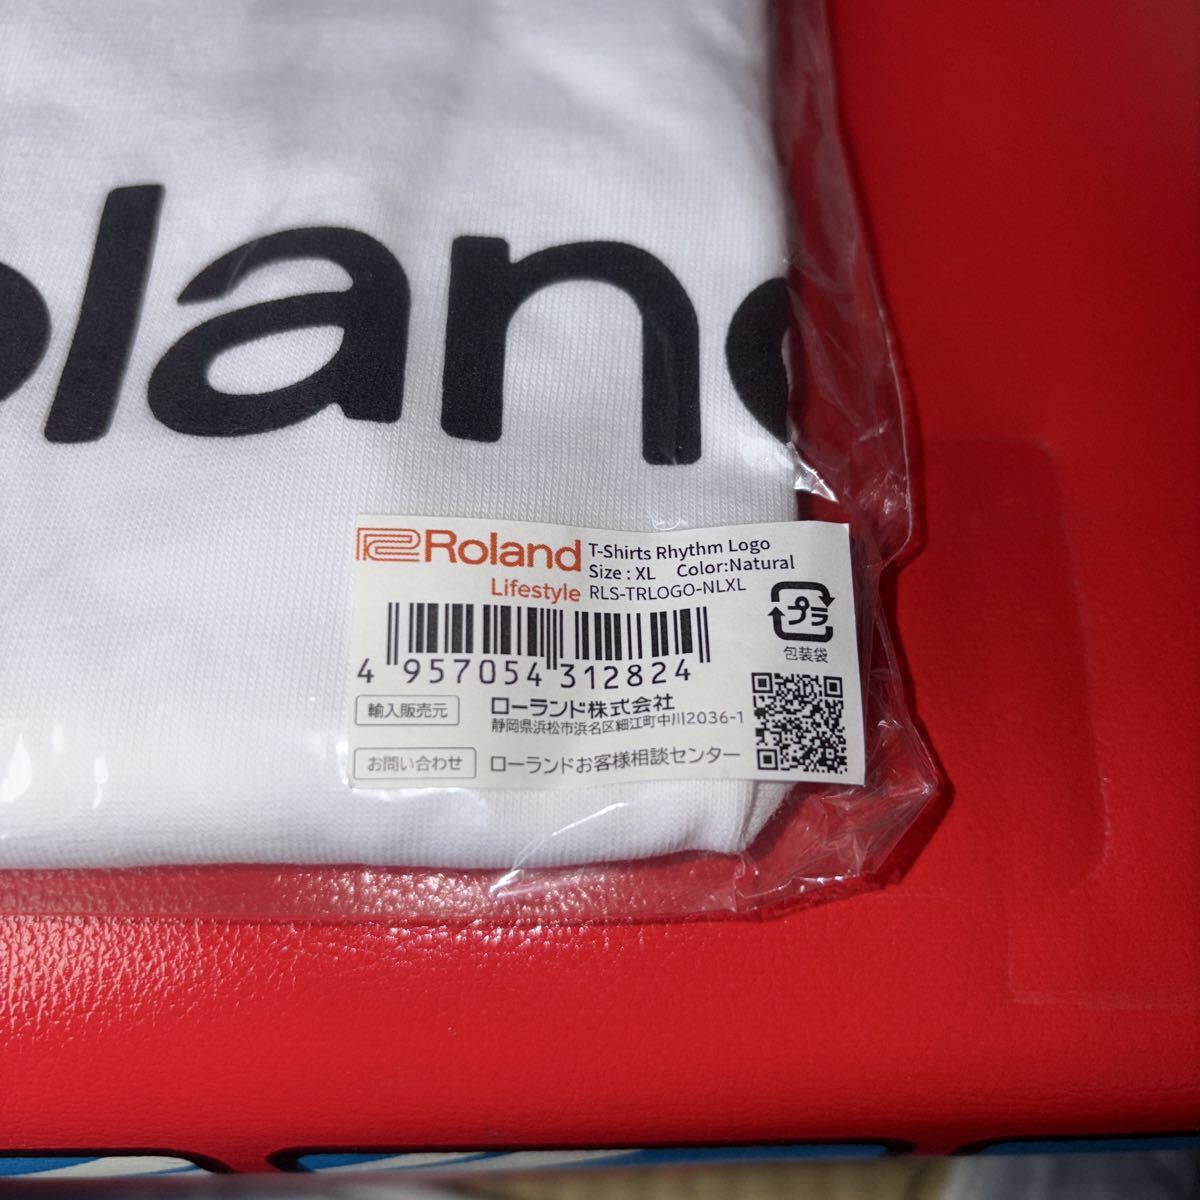 oland
Roland
Lifestyle
T-Shirts Rhythm Logo
Size : XL Color:Natural
RLS-TRLOGO-NLXL
プラ
包装袋
4 957054 312824
輸入販売元
ローランド株式会社
静岡県浜松市浜名区細江町中川2036-1
お問い合わせ
ローランドお客様相談センター